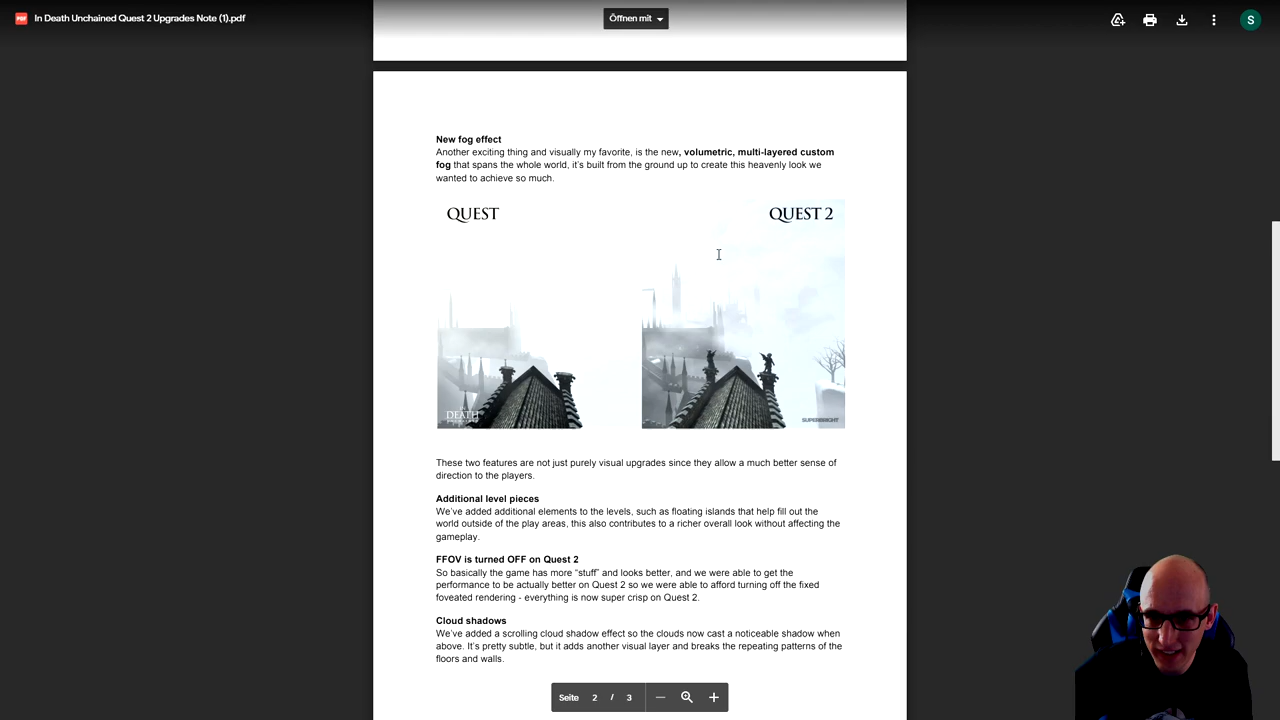 In Death Unchained Quest 2 Upgrades Note (1).pdf
Öffnen mit
S
New fog effect
Another exciting thing and visually my favorite, is the new, volumetric, multi-layered custom
fog that spans the whole world, it's built from the ground up to create this heavenly look we
wanted to achieve so much.
QUEST
QUEST 2
DEATH
SUPERBRIGHT
These two features are not just purely visual upgrades since they allow a much better sense of
direction to the players.
Additional level pieces
We've added additional elements to the levels, such as floating islands that help fill out the
world outside of the play areas, this also contributes to a richer overall look without affecting the
gameplay.
FFOV is turned OFF on Quest 2
So basically the game has more “stuff” and looks better, and we were able to get the
performance to be actually better on Quest 2 so we were able to afford turning off the fixed
foveated rendering - everything is now super crisp on Quest 2.
Cloud shadows
We've added a scrolling cloud shadow effect so the clouds now cast a noticeable shadow when
above. It's pretty subtle, but it adds another visual layer and breaks the repeating patterns of the
floors and walls.
Seite 2 / 3